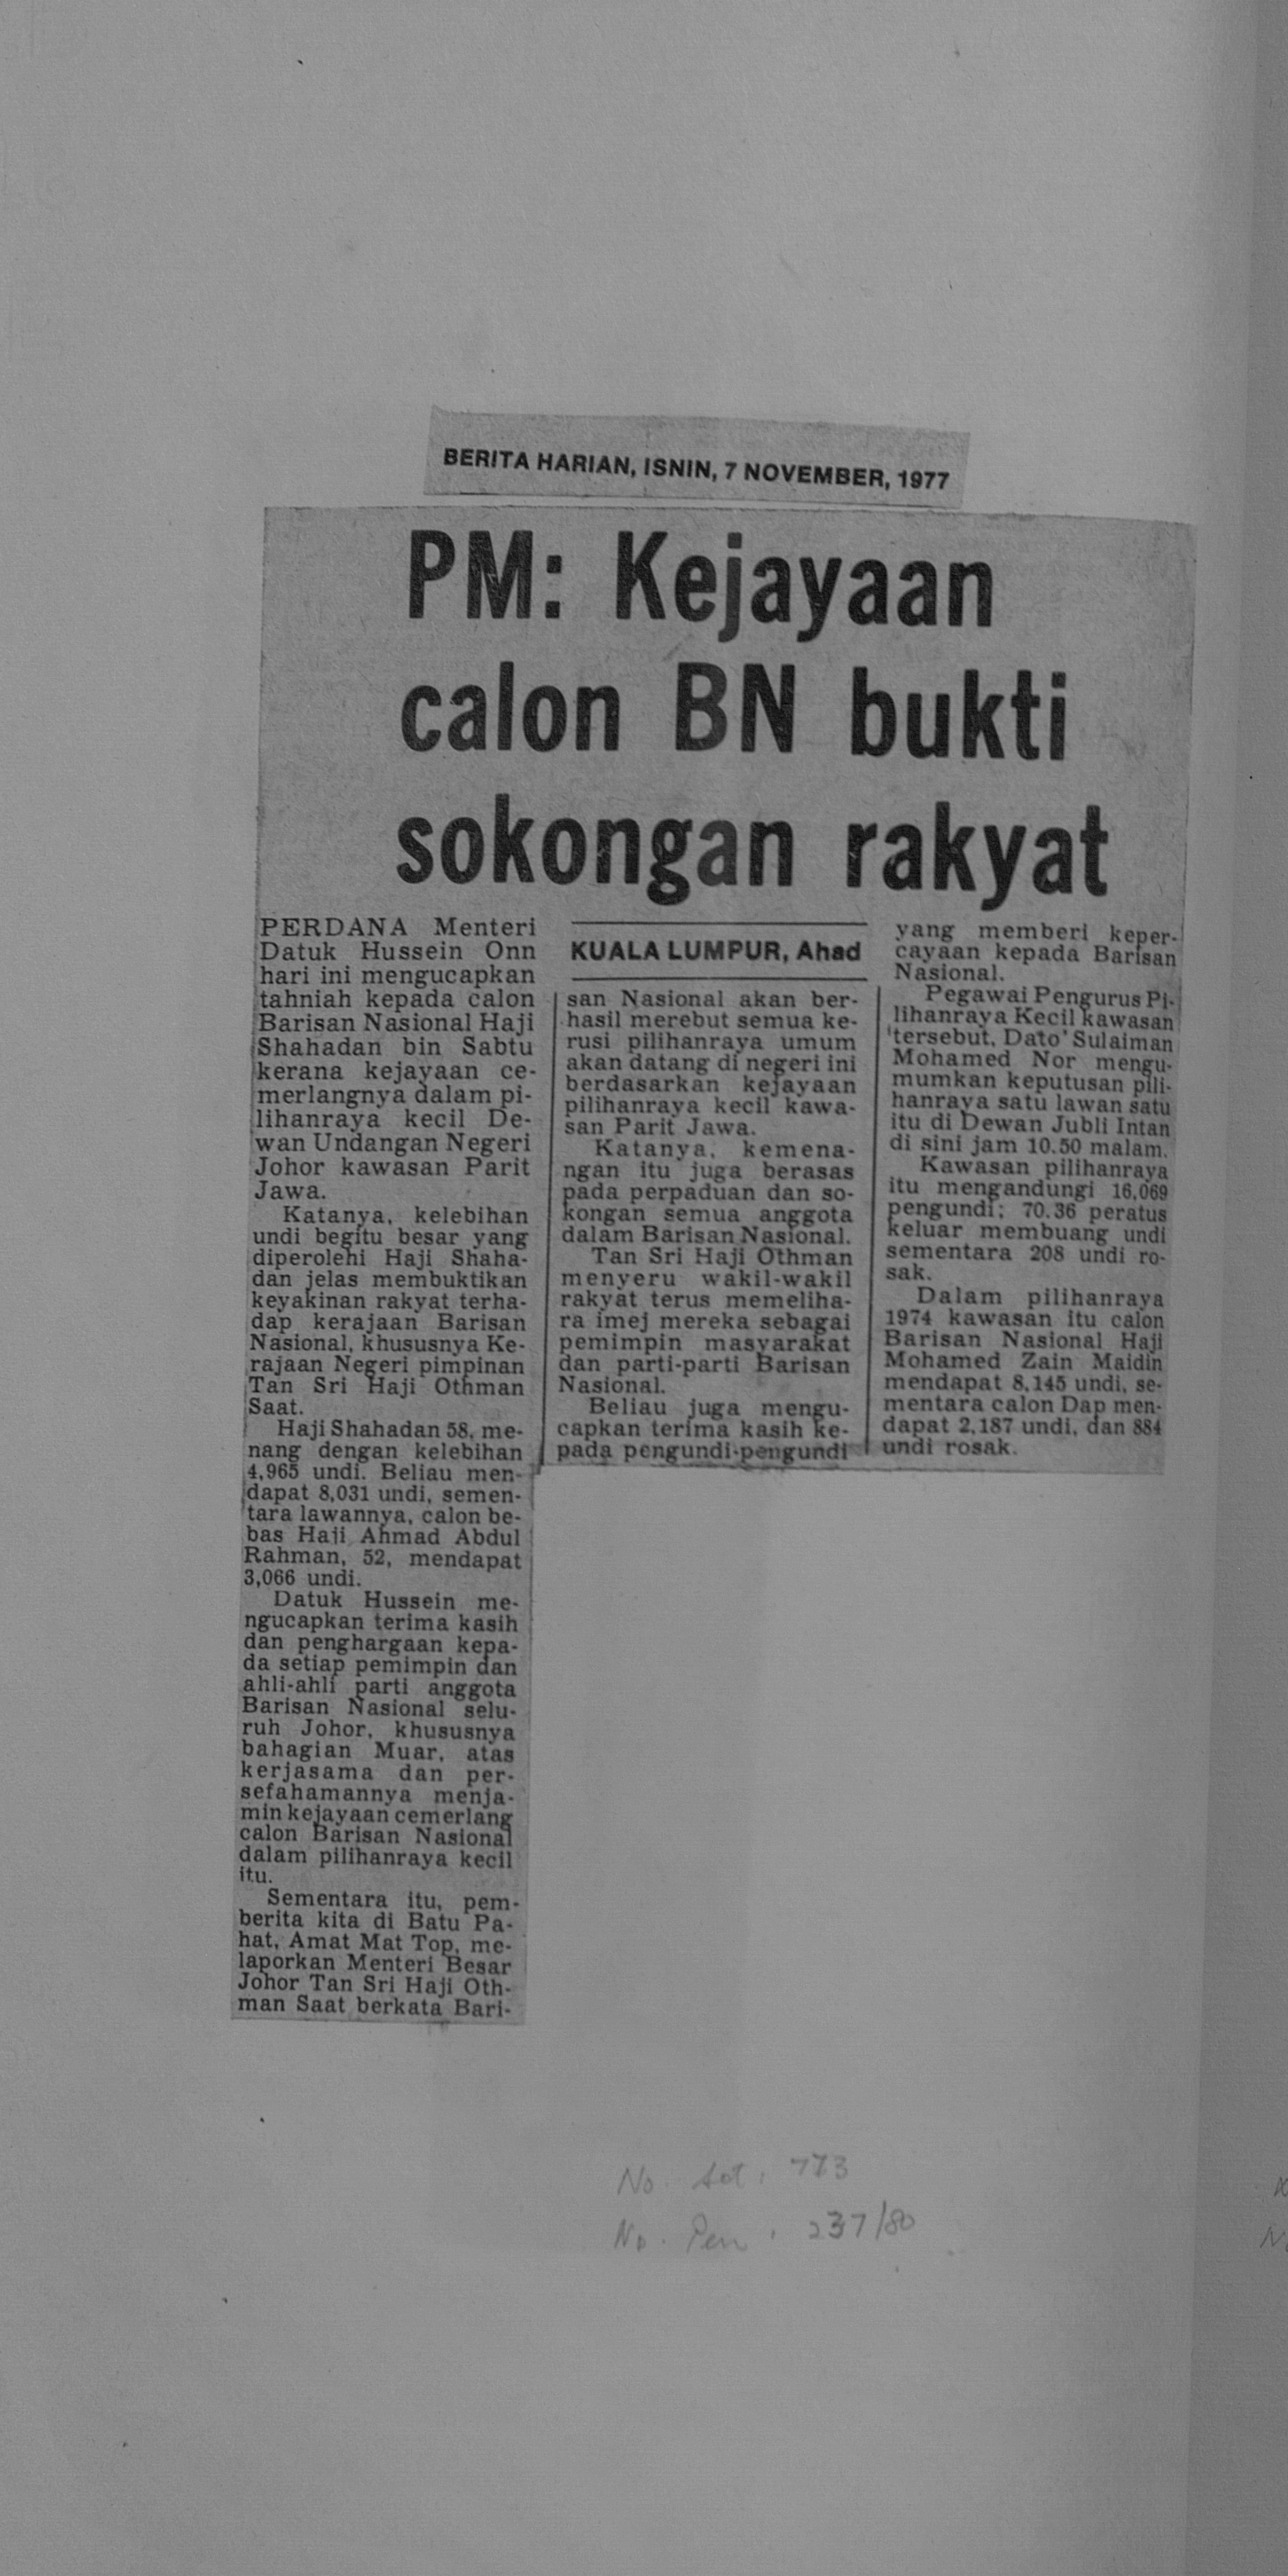 BERITA HARIAN, ISNIN, 7 NOVEMBER, 1977
PM: Kejayaan
calon BN bukti
sokongan rakyat
PERDANA Menteri
Datuk Hussein Onn
hari ini mengucapkan
tahniah kepada calon
Barisan Nasional Haji
Shahadan bin Sabtu
kerana kejayaan ce-
merlangnya dalam pi-
lihanraya kecil De-
wan Undangan Negeri
Johor kawasan Parit
Jawa.
Katanya, kelebihan
undi begitu besar yang
diperolehi Haji Shaha-
dan jelas membuktikan
keyakinan rakyat terha-
dap kerajaan Barisan
Nasional, khususnya Ke-
rajaan Negeri pimpinan
Tan Sri Haji Othman
Saat.
Haji Shahadan 58, me-
nang dengan kelebihan
4,965 undi. Beliau men-
dapat 8,031 undi, semen-
tara lawannya, calon be-
bas Haji Ahmad Abdul
Rahman, 52, mendapat
3,066 undi.
Datuk Hussein me-
ngucapkan terima kasih
dan penghargaan kepa-
da setiap pemimpin dan
ahli-ahli parti anggota
Barisan Nasional selu-
ruh Johor, khususnya
bahagian Muar, atas
kerjasama dan per-
sefahamannya menja-
min kejayaan cemerlang
calon Barisan Nasional
dalam pilihanraya kecil
itu.
Sementara itu, pem-
berita kita di Batu Pa-
hat, Amat Mat Top, me-
laporkan Menteri Besar
Johor Tan Sri Haji Oth-
man Saat berkata Bari-
KUALA LUMPUR, Ahad
san Nasional akan ber-
hasil merebut semua ke-
rusi pilihanraya umum
akan datang di negeri ini
berdasarkan kejayaan
pilihanraya kecil kawa-
san Parit Jawa.
Katanya, kemena-
ngan itu juga berasas
pada perpaduan dan so-
kongan semua anggota
dalam Barisan Nasional.
Tan Sri Haji Othman
menyeru wakil-wakil
rakyat terus memeliha-
ra imej mereka sebagai
pemimpin masyarakat
dan parti-parti Barisan
Nasional.
Beliau juga mengu-
capkan terima kasih ke-
pada pengundi-pengundi
yang memberi keper-
cayaan kepada Barisan
Nasional.
Pegawai Pengurus Pi-
lihanraya Kecil kawasan
tersebut, Dato' Sulaiman
Mohamed Nor mengu-
mumkan keputusan pili-
hanraya satu lawan satu
itu di Dewan Jubli Intan
di sini jam 10.50 malam.
Kawasan pilihanraya
itu mengandungi 16,069
pengundi; 70.36 peratus
keluar membuang undi
sementara 208 undi ro-
sak.
Dalam pilihanraya
1974 kawasan itu calon
Barisan Nasional Haji
Mohamed Zain Maidin
mendapat 8,145 undi, se-
mentara calon Dap men-
dapat 2,187 undi, dan 884
undi rosak.
No. Set : 773
No. Pen : 237/80